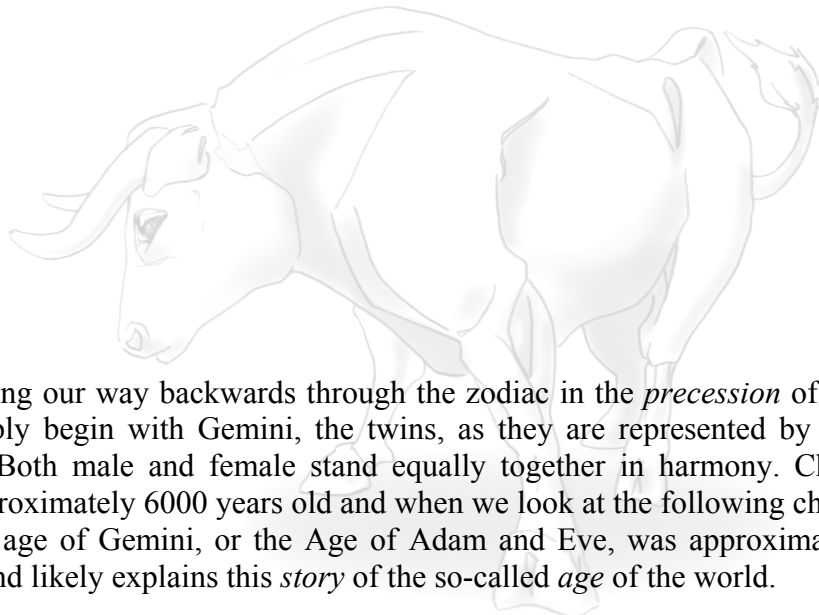 ing our way backwards through the zodiac in the precession of
bly begin with Gemini, the twins, as they are represented by
Both male and female stand equally together in harmony. Cl
roximately 6000 years old and when we look at the following ch
age of Gemini, or the Age of Adam and Eve, was approxima
nd likely explains this story of the so-called age of the world.